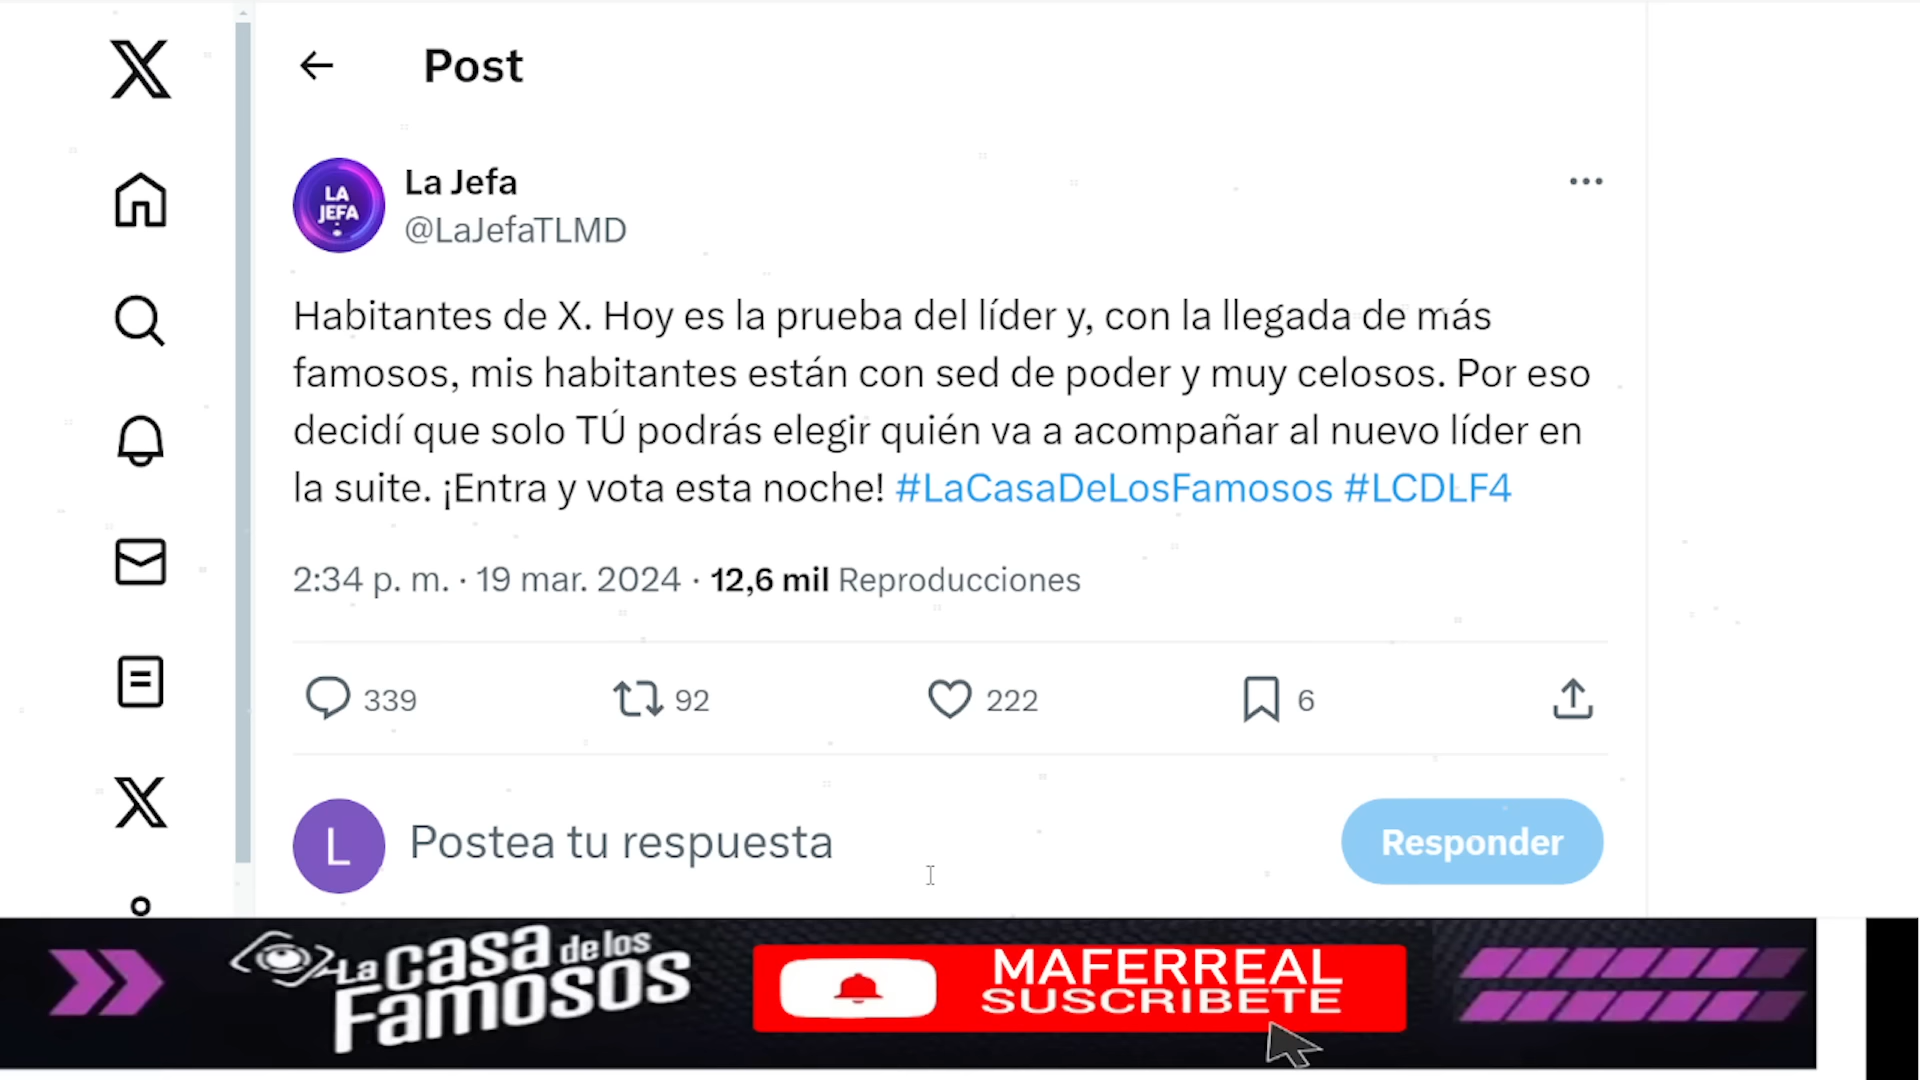 Post
LA
JEFA
La Jefa
@LaJefaTLMD
Habitantes de X. Hoy es la prueba del líder y, con la llegada de más
famosos, mis habitantes están con sed de poder y muy celosos. Por eso
decidí que solo TÚ podrás elegir quién va a acompañar al nuevo líder en
la suite. ¡Entra y vota esta noche! #LaCasaDeLosFamosos #LCDLF4
2:34 p. m. · 19 mar. 2024 · 12,6 mil Reproducciones
339 92 222 6
L Postea tu respuesta Responder
La casa de los
Famosos
MAFERREAL
SUSCRIBETE